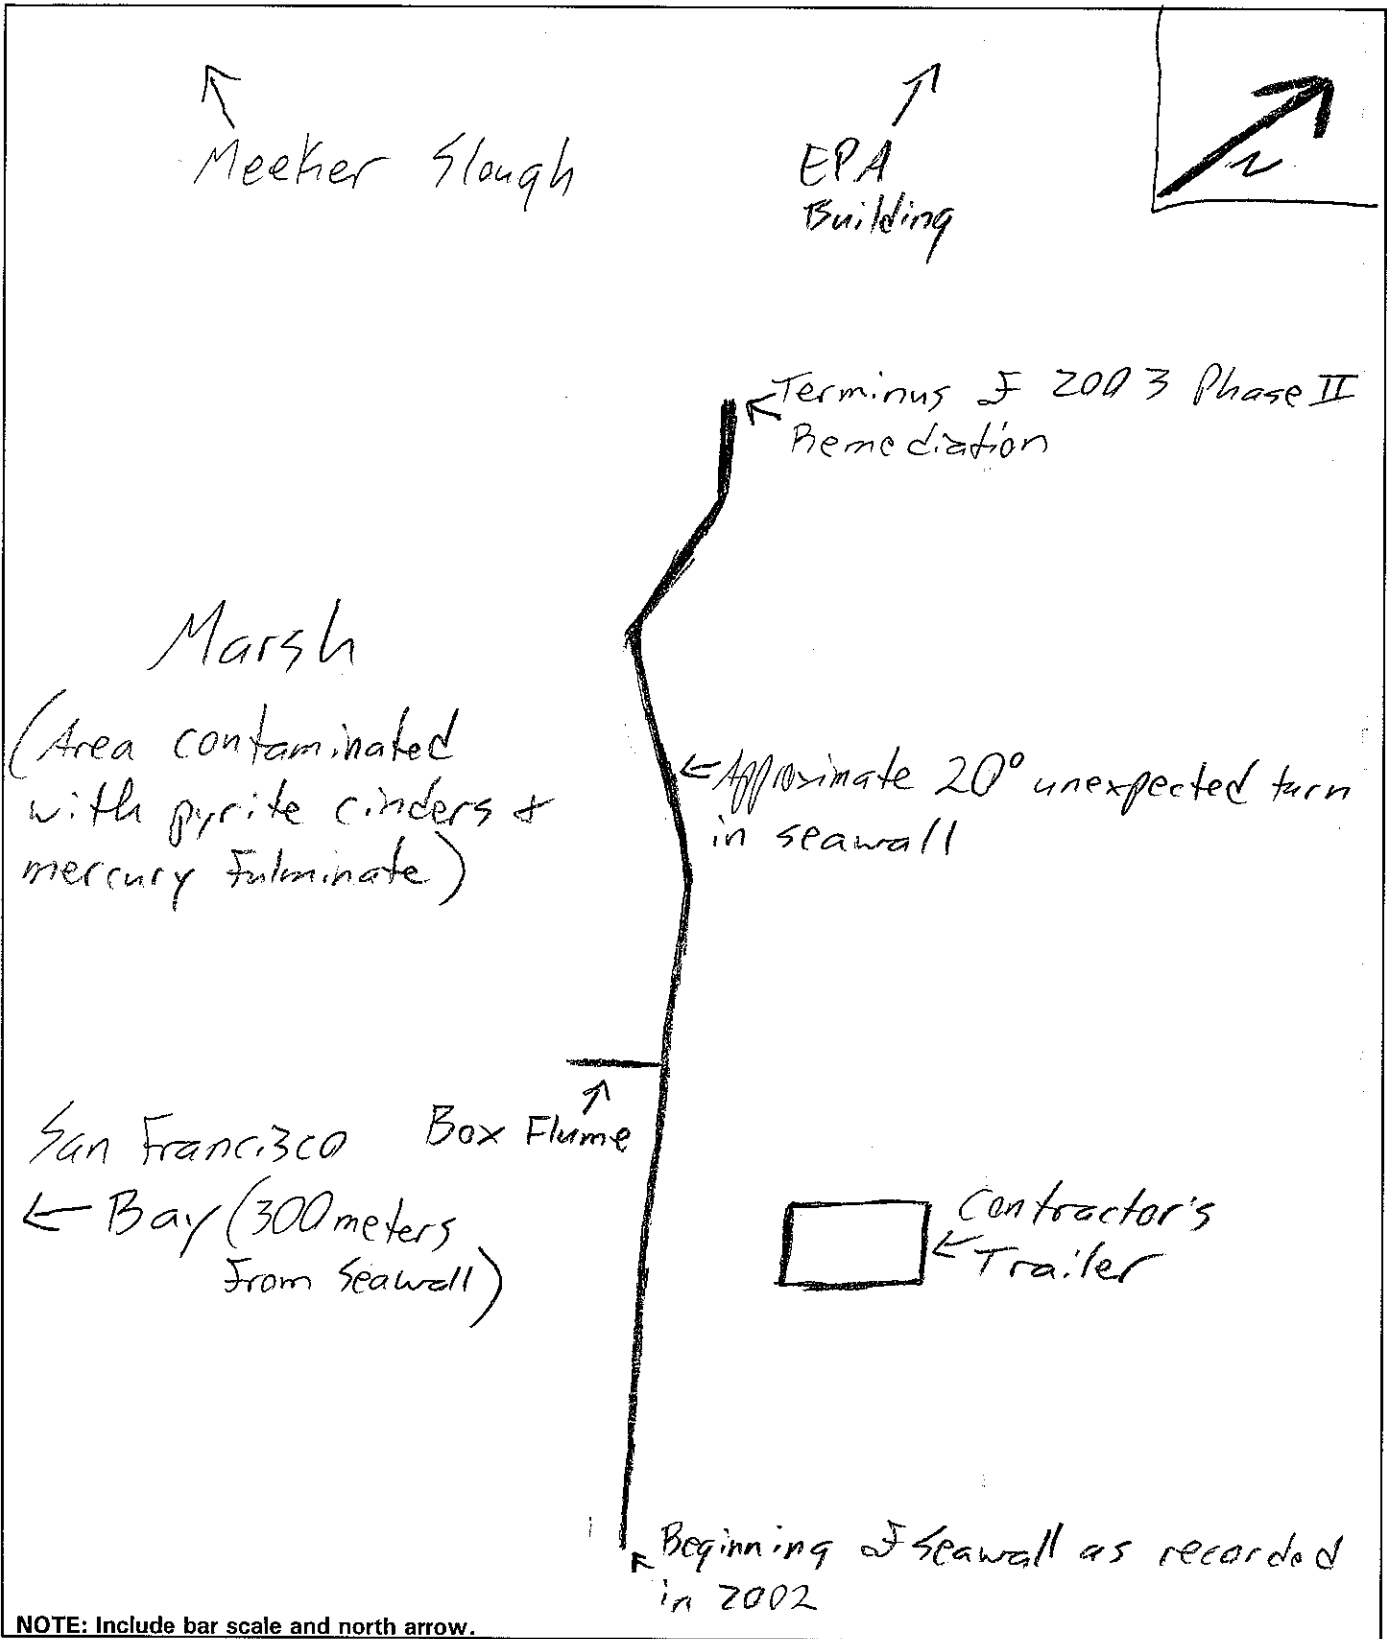 Meeker Slough
EPA
Building
N
Terminus of 2003 Phase II
Remediation
Marsh
(Area contaminated
with pyrite cinders +
mercury fulminate)
Approximate 20° unexpected turn
in seawall
Box Flume
San Francisco
Bay (300 meters
from Seawall)
Contractor's
Trailer
Beginning of Seawall as recorded
in 2002
NOTE: Include bar scale and north arrow.